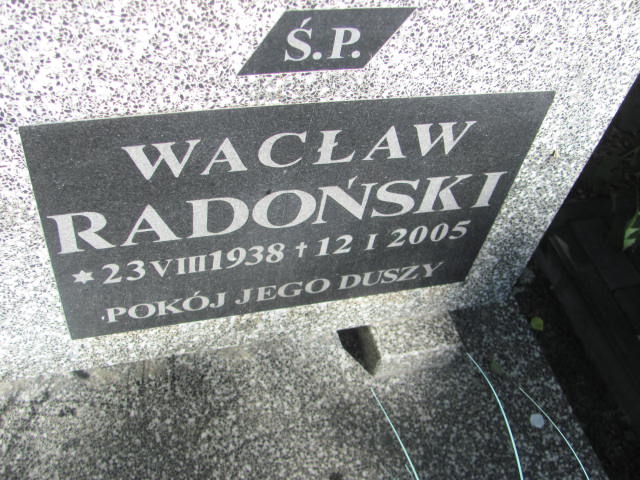 Ś.P.
WACŁAW
RADOŃSKI
* 23 VIII 1938 † 12 I 2005
POKÓJ JEGO DUSZY